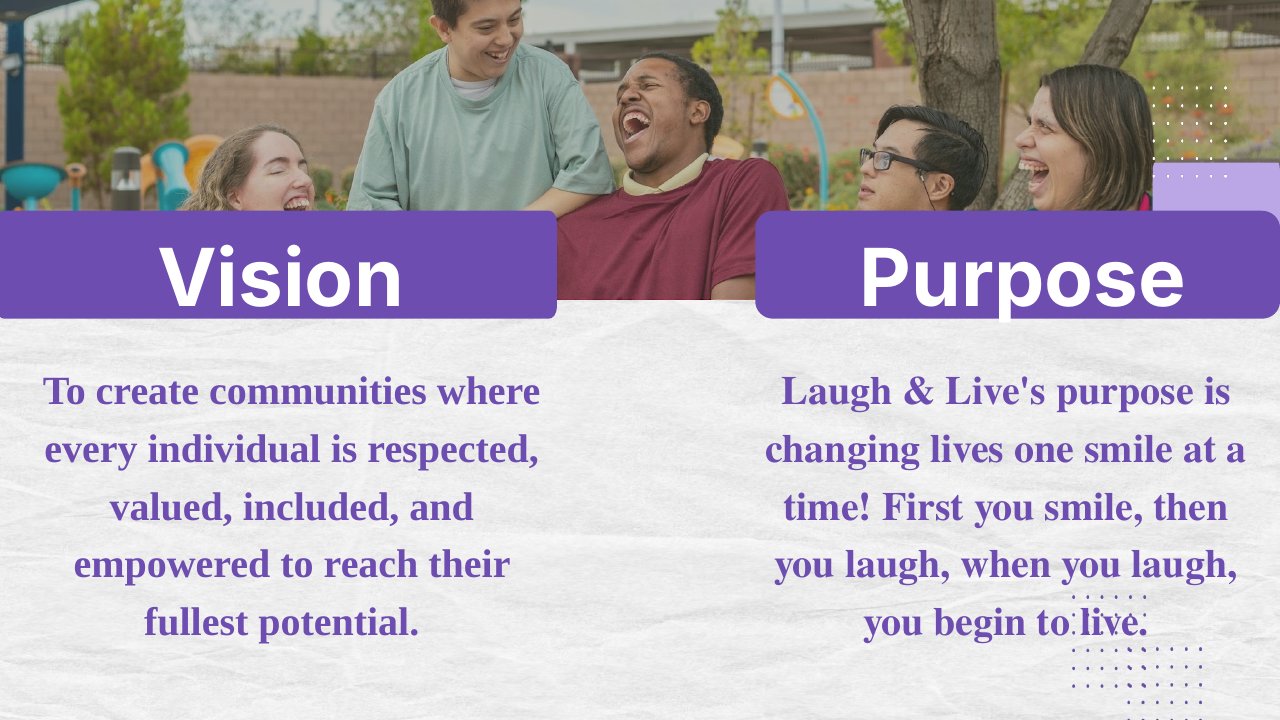 Vision
To create communities where
every individual is respected,
valued, included, and
empowered to reach their
fullest potential.
Purpose
Laugh & Live's purpose is
changing lives one smile at a
time! First you smile, then
you laugh, when you laugh,
you begin to live.